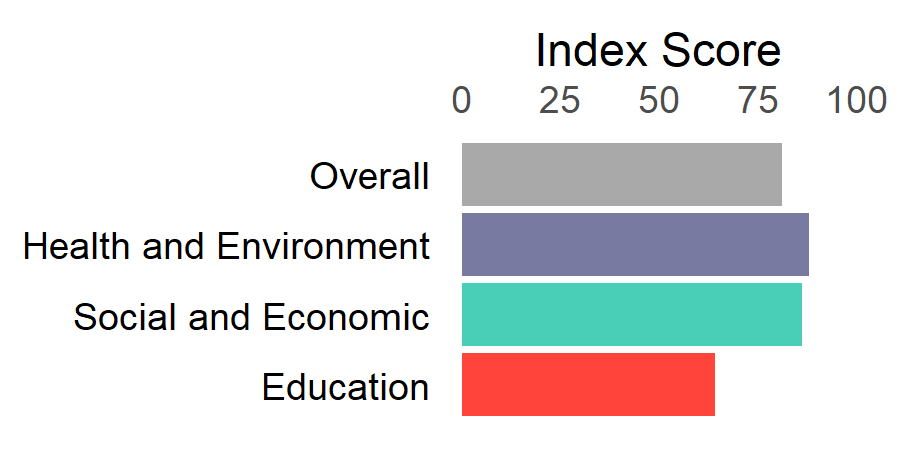 Index Score
0 25 50 75 100
Overall
Health and Environment
Social and Economic
Education